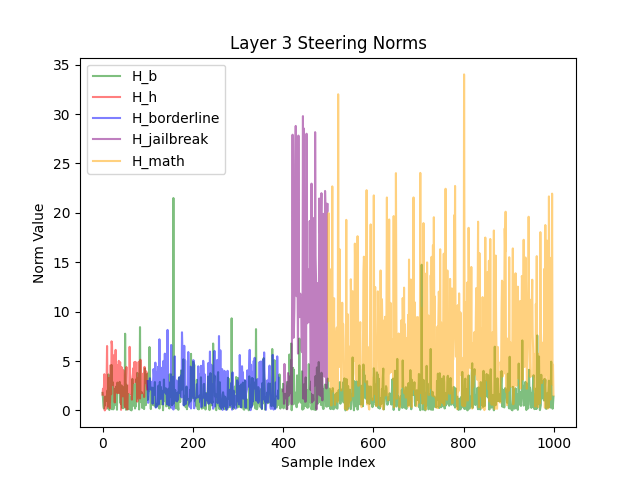 Layer 3 Steering Norms
H_b
H_h
H_borderline
H_jailbreak
H_math
Norm Value
35
30
25
20
15
10
5
0
0
200
400
600
800
1000
Sample Index